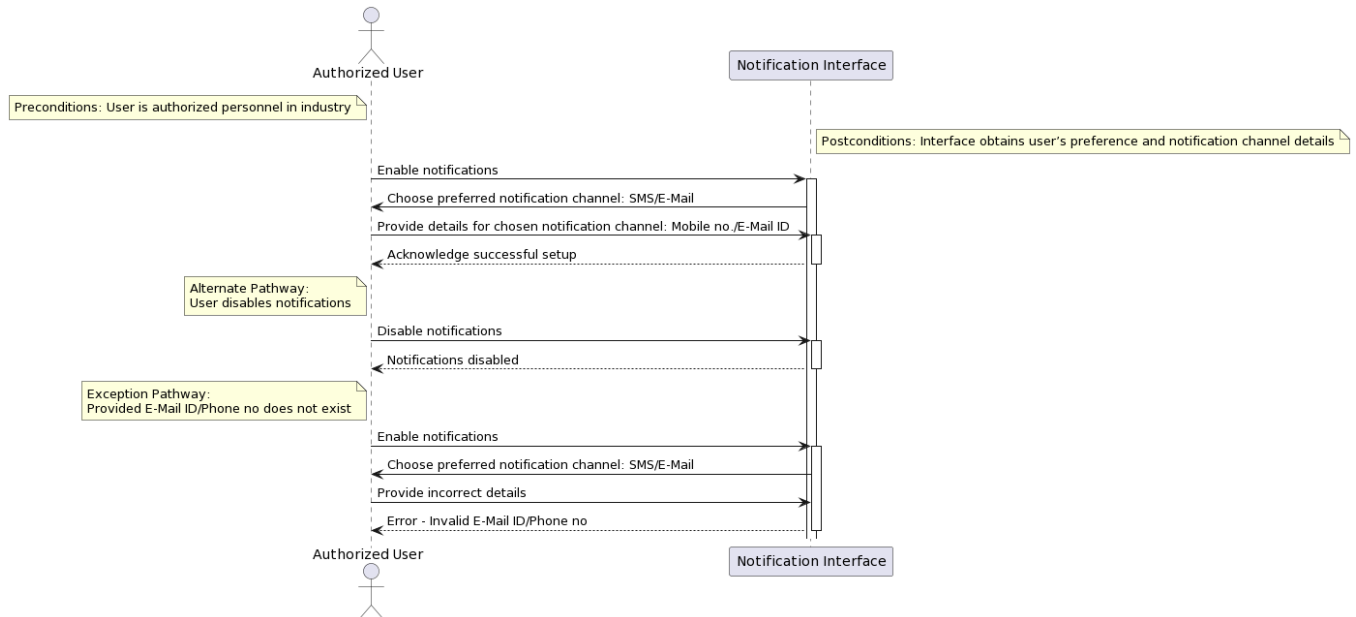 Authorized User
Notification Interface
Preconditions: User is authorized personnel in industry
Postconditions: Interface obtains user’s preference and notification channel details
Enable notifications
Choose preferred notification channel: SMS/E-Mail
Provide details for chosen notification channel: Mobile no./E-Mail ID
Acknowledge successful setup
Alternate Pathway:
User disables notifications
Disable notifications
Notifications disabled
Exception Pathway:
Provided E-Mail ID/Phone no does not exist
Enable notifications
Choose preferred notification channel: SMS/E-Mail
Provide incorrect details
Error - Invalid E-Mail ID/Phone no
Authorized User
Notification Interface